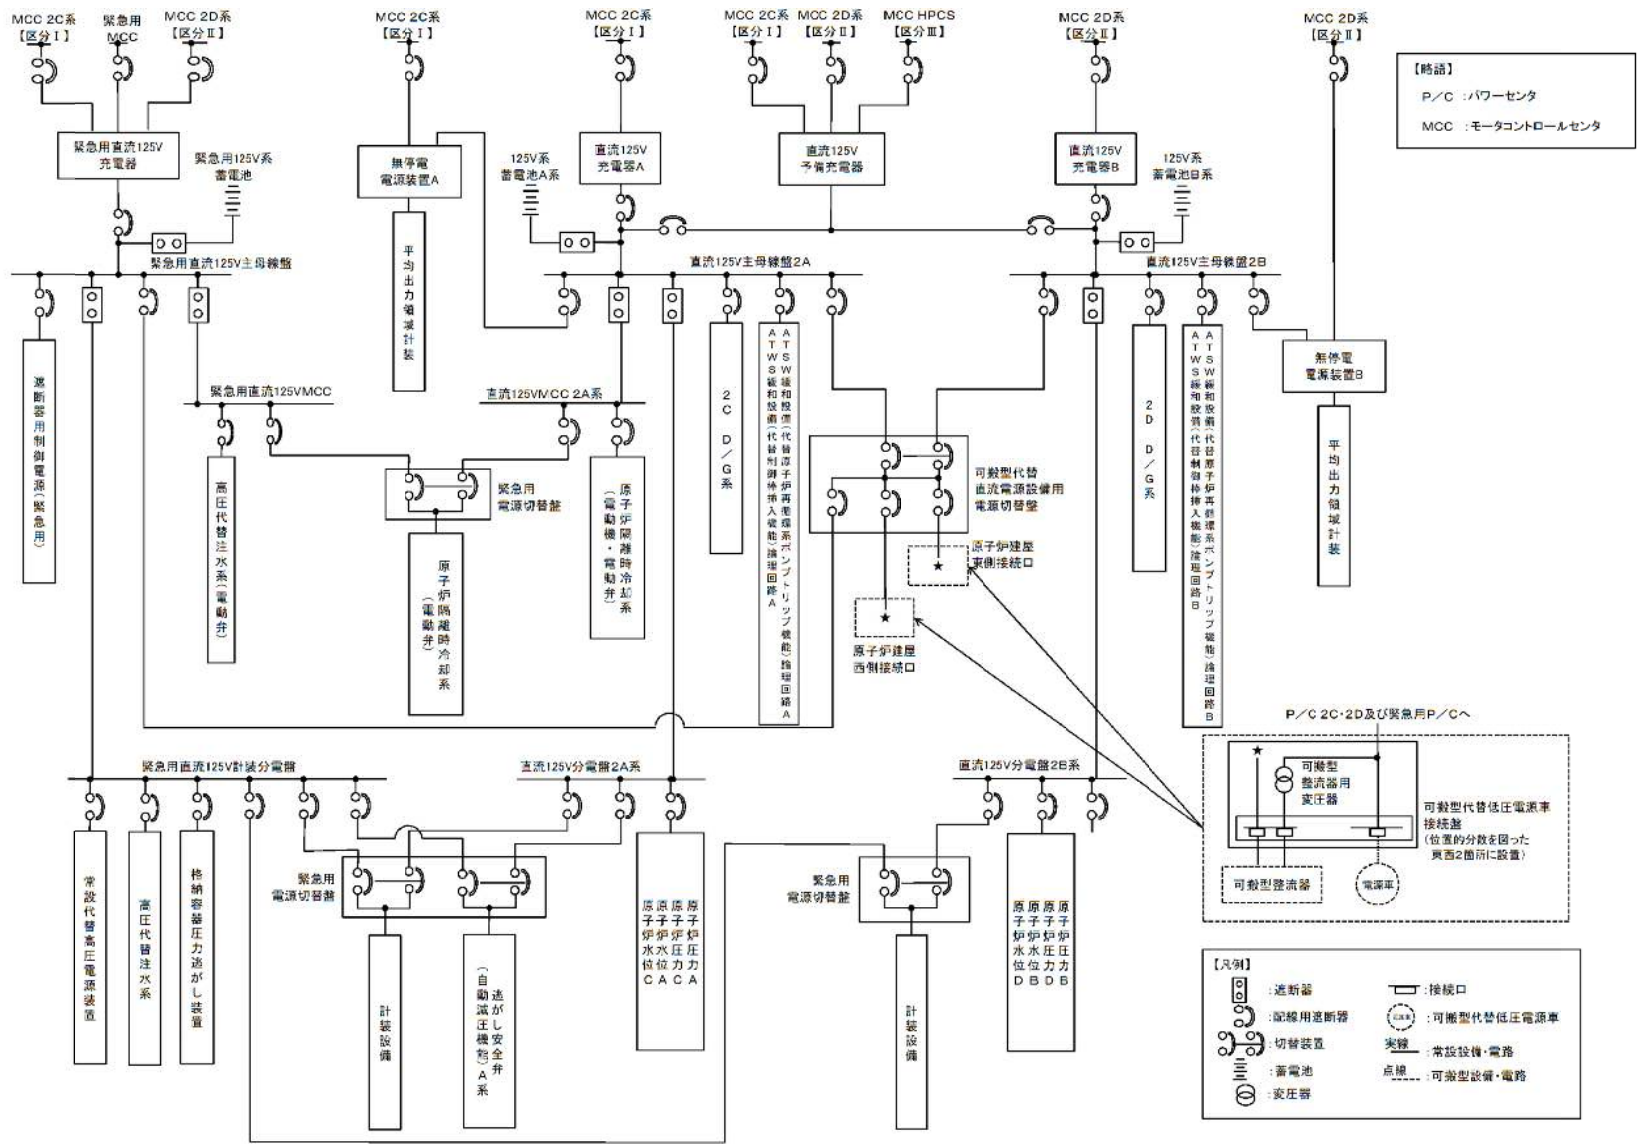 MCC 2C系
【区分Ⅰ】
緊急用
MCC
MCC 2D系
【区分Ⅱ】
MCC 2C系
【区分Ⅰ】
MCC 2C系
【区分Ⅰ】
MCC 2C系
【区分Ⅰ】
MCC 2D系
【区分Ⅱ】
MCC HPCS
【区分Ⅲ】
MCC 2D系
【区分Ⅱ】
MCC 2D系
【区分Ⅱ】
【略語】
P/C :パワーセンタ
MCC :モータコントロールセンタ
緊急用直流125V
充電器
緊急用125V系
蓄電池
無停電
電源装置A
125V系
蓄電池A系
直流125V
充電器A
直流125V
予備充電器
直流125V
充電器B
125V系
蓄電池B系
緊急用直流125V主母線盤
直流125V主母線盤2A
直流125V主母線盤2B
平均出力領域計装
遮断器用制御電源(緊急用)
緊急用直流125VMCC
直流125VMCC 2A系
高圧代替注水系(電動弁)
緊急用
電源切替盤
原子炉隔離時冷却系
(電動弁)
原子炉隔離時冷却系
(電動機・電動弁)
2C D/G系
ATWS緩和設備(代替原子炉再循環系ポンプトリップ機能)論理回路A
ATWS緩和設備(代替制御棒挿入機能)論理回路A
可搬型代替
直流電源設備用
電源切替盤
原子炉建屋
東側接続口
原子炉建屋
西側接続口
2D D/G系
ATWS緩和設備(代替原子炉再循環系ポンプトリップ機能)論理回路B
ATWS緩和設備(代替制御棒挿入機能)論理回路B
無停電
電源装置B
平均出力領域計装
緊急用直流125V計装分電盤
直流125V分電盤2A系
直流125V分電盤2B系
常設代替高圧電源装置
高圧代替注水系
格納容器圧力逃がし装置
緊急用
電源切替盤
計装設備
逃がし安全弁
(自動減圧機能)A系
原子炉圧力A
原子炉圧力C
原子炉水位A
原子炉水位C
緊急用
電源切替盤
計装設備
原子炉圧力B
原子炉圧力D
原子炉水位B
原子炉水位D
P/C 2C・2D及び緊急用P/Cへ
可搬型
整流器用
変圧器
可搬型代替低圧電源車
接続盤
(位置的分散を図った
東西2箇所に設置)
可搬型整流器
電源車
【凡例】
:遮断器
:配線用遮断器
:切替装置
:蓄電池
:変圧器
:接続口
電源車 :可搬型代替低圧電源車
実線 :常設設備・電路
点線 :可搬型設備・電路